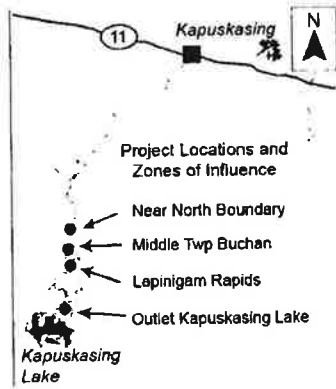 Kapuskasing
N
11
Project Locations and
Zones of Influence
Near North Boundary
Middle Twp Buchan
Lapinigam Rapids
Outlet Kapuskasing Lake
Kapuskasing
Lake